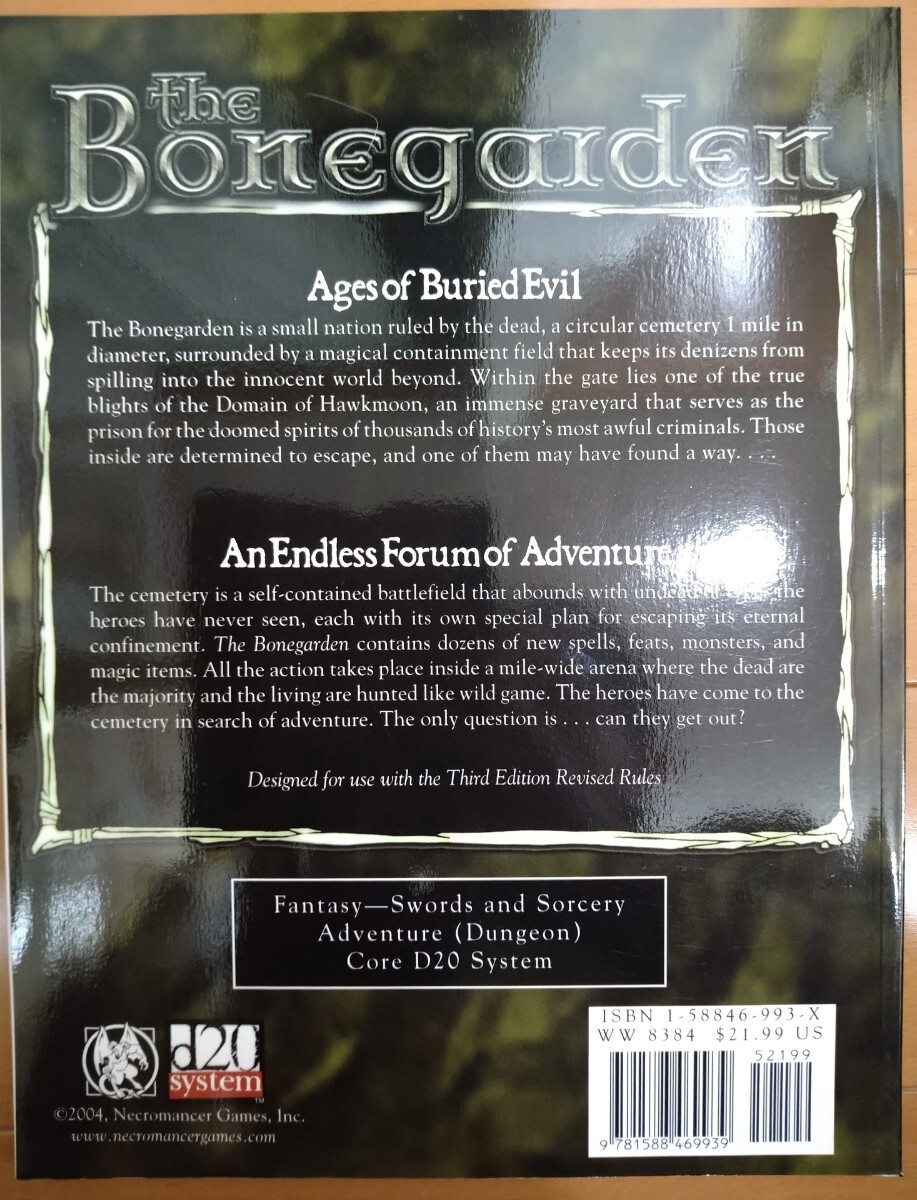 the
Bonegarden
™
Ages of Buried Evil
The Bonegarden is a small nation ruled by the dead, a circular cemetery 1 mile in
diameter, surrounded by a magical containment field that keeps its denizens from
spilling into the innocent world beyond. Within the gate lies one of the true
blights of the Domain of Hawkmoon, an immense graveyard that serves as the
prison for the doomed spirits of thousands of history's most awful criminals. Those
inside are determined to escape, and one of them may have found a way. . . .
An Endless Forum of Adventure
The cemetery is a self-contained battlefield that abounds with undead the
heroes have never seen, each with its own special plan for escaping its eternal
confinement. The Bonegarden contains dozens of new spells, feats, monsters, and
magic items. All the action takes place inside a mile-wide arena where the dead are
the majority and the living are hunted like wild game. The heroes have come to the
cemetery in search of adventure. The only question is . . . can they get out?
Designed for use with the Third Edition Revised Rules
Fantasy—Swords and Sorcery
Adventure (Dungeon)
Core D20 System
ISBN 1-58846-993-X
WW 8384 $21.99 US
52199
9 781588 469939
d20
system
™
©2004, Necromancer Games, Inc.
www.necromancergames.com